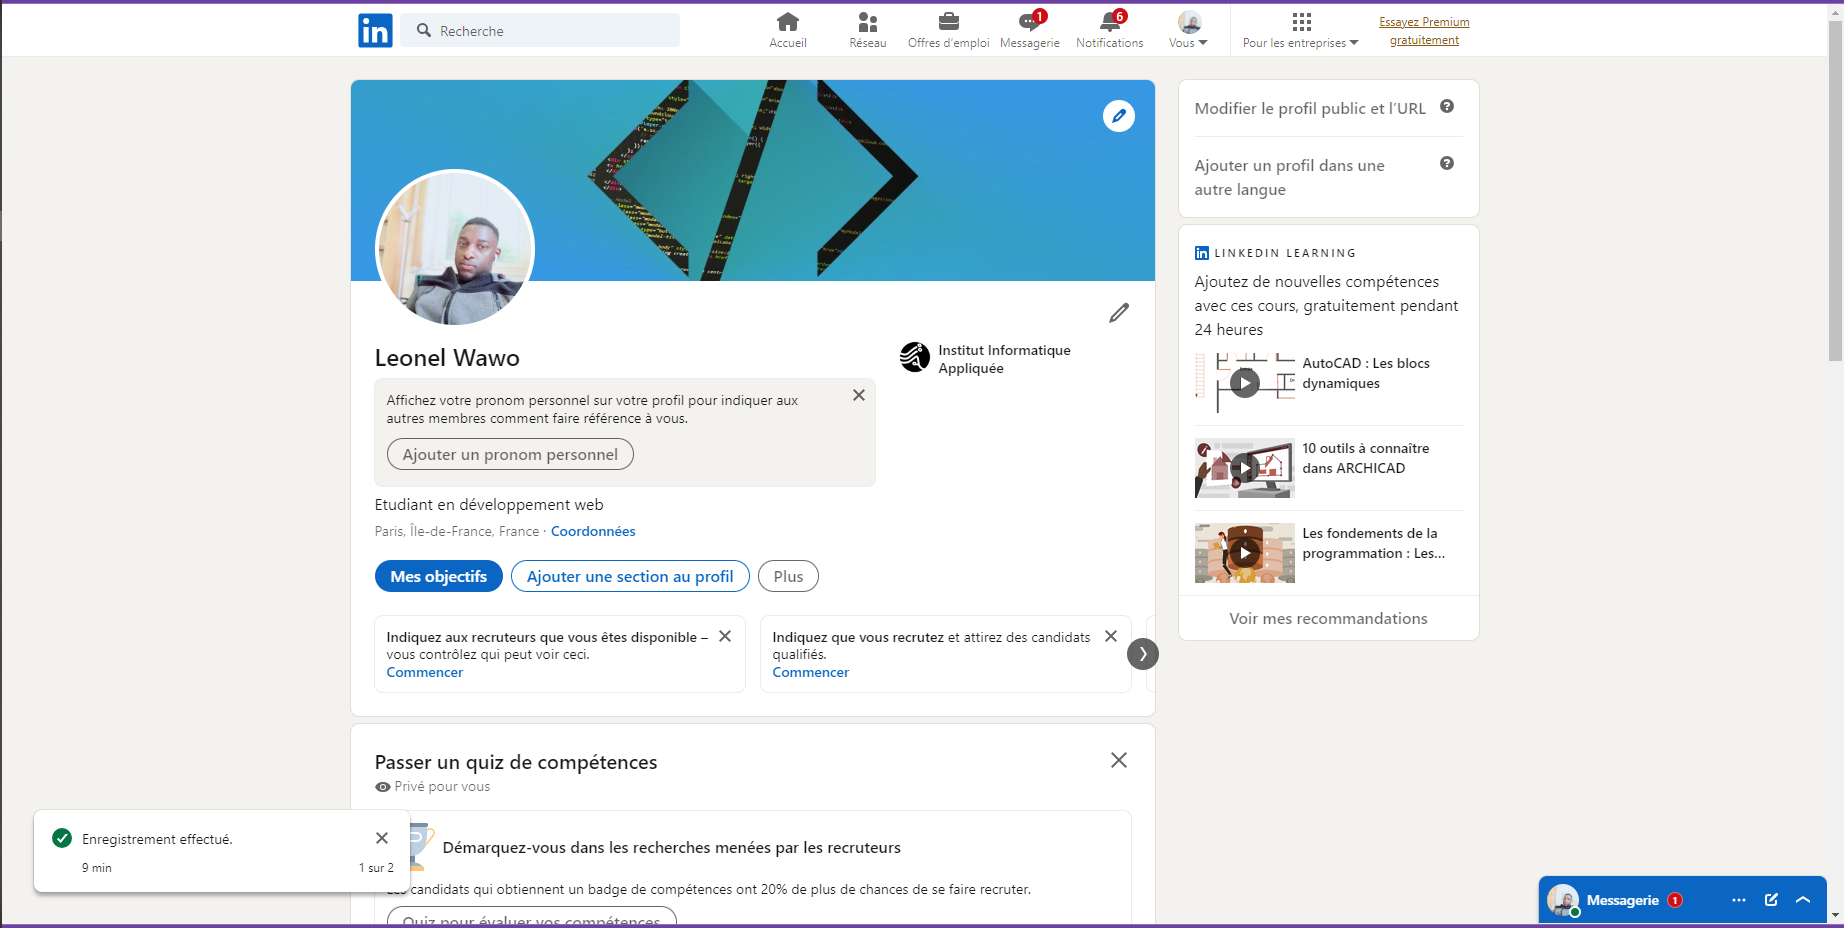 in
Recherche
Accueil
Réseau
Offres d’emploi
Messagerie
1
Notifications
6
Vous
Pour les entreprises
Essayez Premium
gratuitement
Leonel Wawo
Affichez votre pronom personnel sur votre profil pour indiquer aux
autres membres comment faire référence à vous.
Ajouter un pronom personnel
Institut Informatique
Appliquée
Etudiant en développement web
Paris, Île-de-France, France · Coordonnées
Mes objectifs
Ajouter une section au profil
Plus
Indiquez aux recruteurs que vous êtes disponible –
vous contrôlez qui peut voir ceci.
Commencer
Indiquez que vous recrutez et attirez des candidats
qualifiés.
Commencer
Passer un quiz de compétences
Privé pour vous
Démarquez-vous dans les recherches menées par les recruteurs
candidats qui obtiennent un badge de compétences ont 20% de plus de chances de se faire recruter.
Quiz pour évaluer vos compétences
Enregistrement effectué.
9 min
1 sur 2
Modifier le profil public et l’URL
Ajouter un profil dans une
autre langue
in LINKEDIN LEARNING
Ajoutez de nouvelles compétences
avec ces cours, gratuitement pendant
24 heures
AutoCAD : Les blocs
dynamiques
10 outils à connaître
dans ARCHICAD
Les fondements de la
programmation : Les...
Voir mes recommandations
Messagerie 1